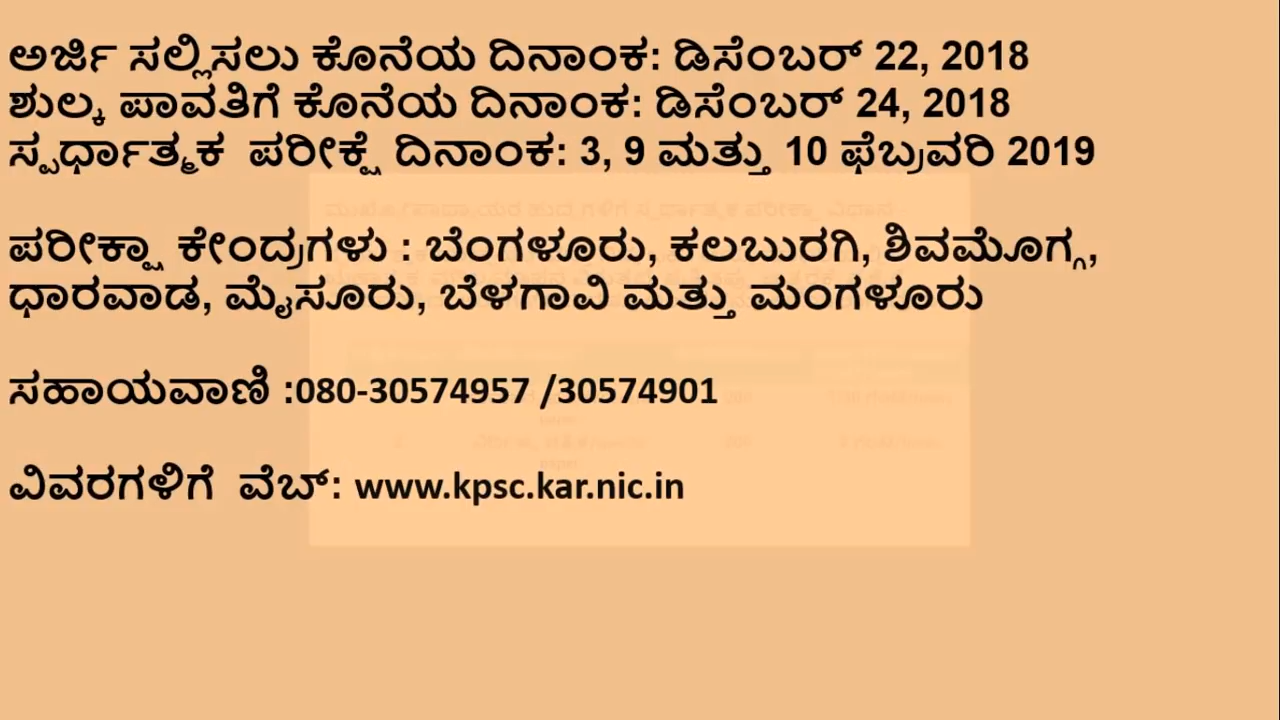 ಅರ್ಜಿ ಸಲ್ಲಿಸಲು ಕೊನೆಯ ದಿನಾಂಕ: ಡಿಸೆಂಬರ್ 22, 2018
ಶುಲ್ಕ ಪಾವತಿಗೆ ಕೊನೆಯ ದಿನಾಂಕ: ಡಿಸೆಂಬರ್ 24, 2018
ಸ್ಪರ್ಧಾತ್ಮಕ ಪರೀಕ್ಷೆ ದಿನಾಂಕ: 3, 9 ಮತ್ತು 10 ಫೆಬ್ರವರಿ 2019
ಪರೀಕ್ಷಾ ಕೇಂದ್ರಗಳು : ಬೆಂಗಳೂರು, ಕಲಬುರಗಿ, ಶಿವಮೊಗ್ಗ,
ಧಾರವಾಡ, ಮೈಸೂರು, ಬೆಳಗಾವಿ ಮತ್ತು ಮಂಗಳೂರು
ಸಹಾಯವಾಣಿ :080-30574957 /30574901
ವಿವರಗಳಿಗೆ ವೆಬ್: www.kpsc.kar.nic.in